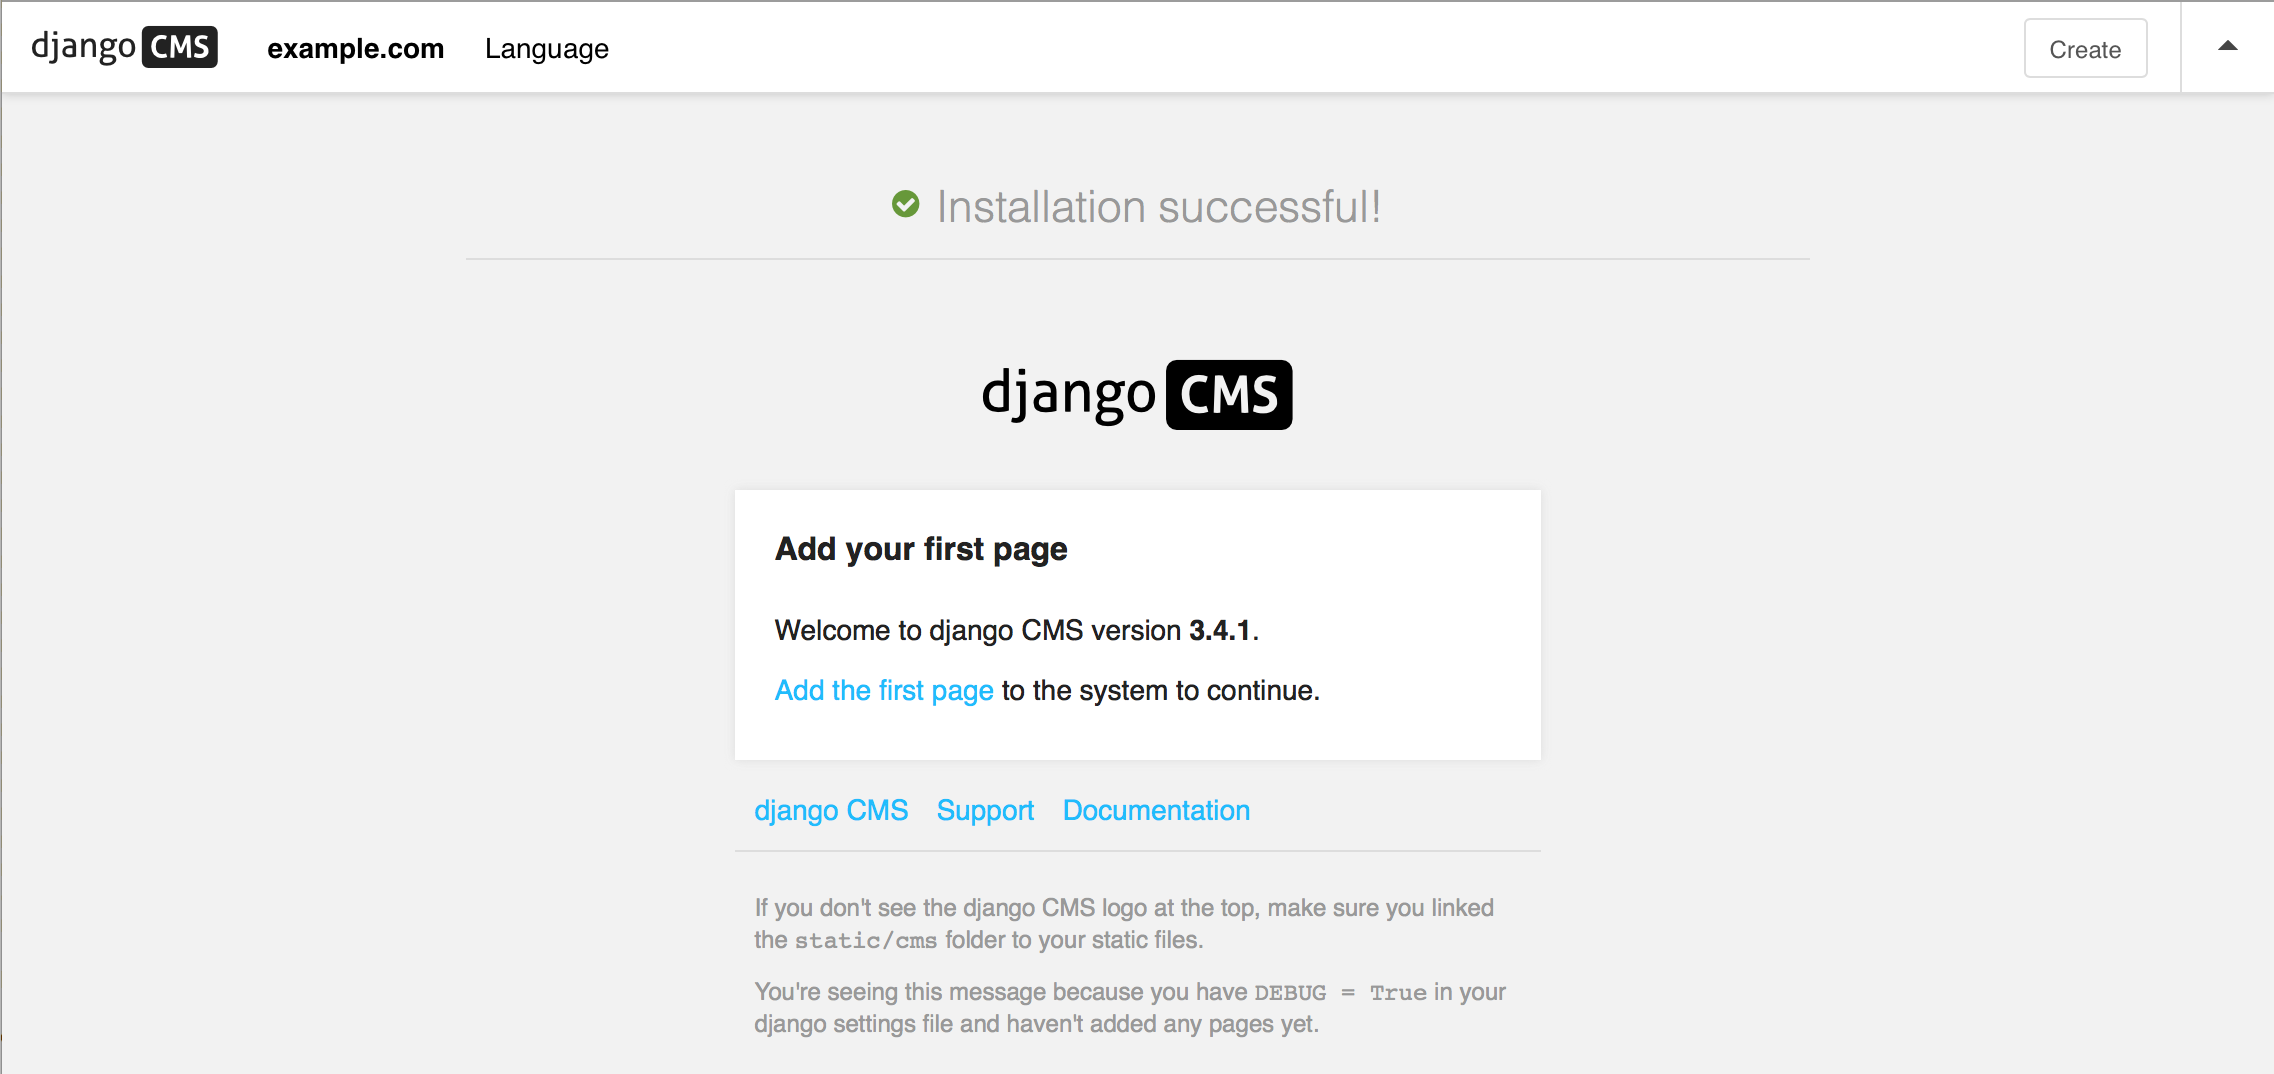 django CMS example.com Language Create
Installation successful!
django CMS
Add your first page
Welcome to django CMS version 3.4.1.
Add the first page to the system to continue.
django CMS Support Documentation
If you don't see the django CMS logo at the top, make sure you linked
the static/cms folder to your static files.
You're seeing this message because you have DEBUG = True in your
django settings file and haven't added any pages yet.